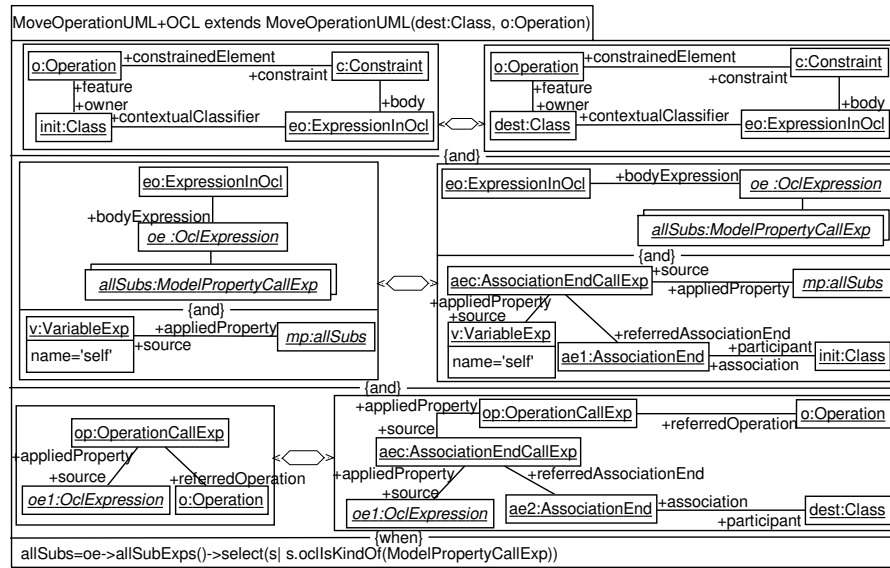 MoveOperationUML+OCL extends MoveOperationUML(dest:Class, o:Operation)
o:Operation
+constrainedElement
c:Constraint
+constraint
+feature
+owner
+body
init:Class
+contextualClassifier
eo:ExpressionInOcl
o:Operation
+constrainedElement
c:Constraint
+constraint
+feature
+owner
+body
dest:Class
+contextualClassifier
eo:ExpressionInOcl
{and}
eo:ExpressionInOcl
+bodyExpression
oe :OclExpression
allSubs:ModelPropertyCallExp
{and}
v:VariableExp
name='self'
+appliedProperty
+source
mp:allSubs
eo:ExpressionInOcl
+bodyExpression
oe :OclExpression
allSubs:ModelPropertyCallExp
{and}
aec:AssociationEndCallExp
+source
+appliedProperty
mp:allSubs
+appliedProperty
+source
v:VariableExp
name='self'
+referredAssociationEnd
ae1:AssociationEnd
+participant
+association
init:Class
{and}
op:OperationCallExp
+appliedProperty
+source
+referredOperation
oe1:OclExpression
o:Operation
+appliedProperty
op:OperationCallExp
o:Operation
+source
+referredOperation
aec:AssociationEndCallExp
+appliedProperty
+source
+referredAssociationEnd
oe1:OclExpression
ae2:AssociationEnd
+association
+participant
dest:Class
{when}
allSubs=oe->allSubExps()->select(s| s.oclIsKindOf(ModelPropertyCallExp))